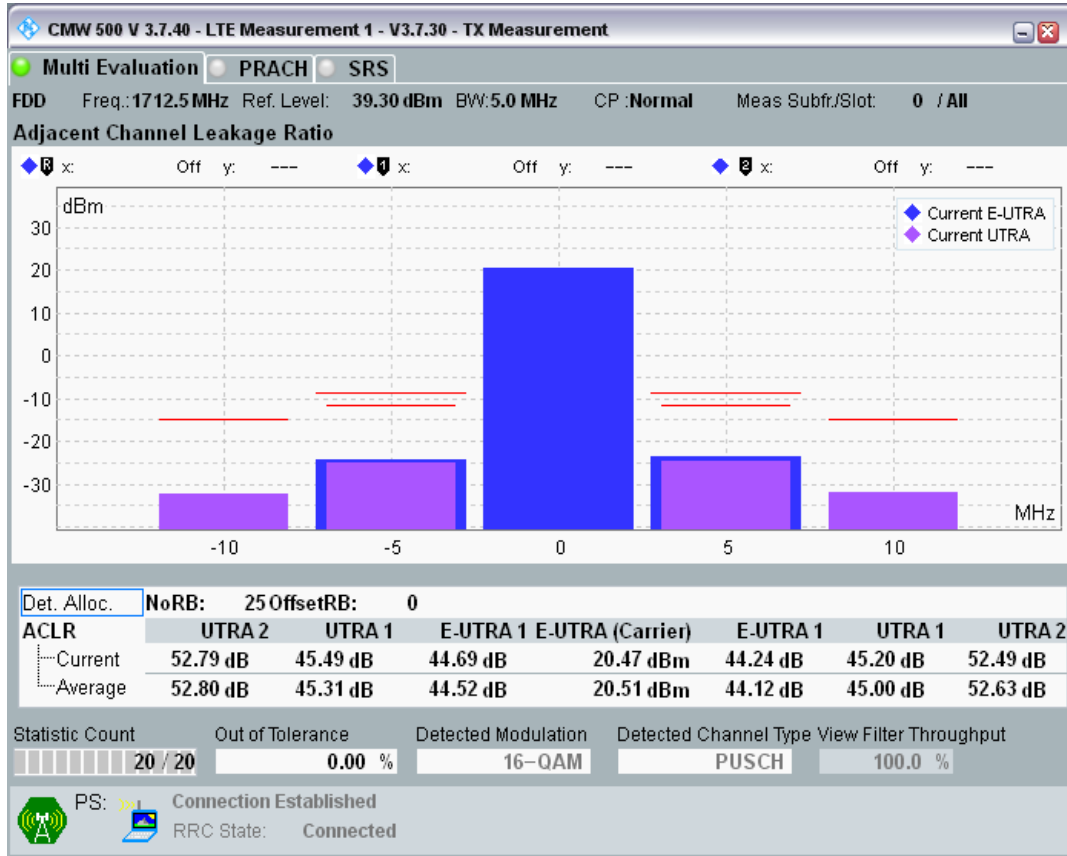 CMW 500 V 3.7.40 - LTE Measurement 1 - V3.7.30 - TX Measurement
Multi Evaluation PRACH SRS
FDD Freq.: 1712.5 MHz Ref. Level: 39.30 dBm BW: 5.0 MHz CP : Normal Meas Subfr./Slot: 0 / All
Adjacent Channel Leakage Ratio
R x: Off y: --- 1 x: Off y: --- 2 x: Off y: ---
dBm
Current E-UTRA
Current UTRA
30
20
10
0
-10
-20
-30
MHz
-10 -5 0 5 10
Det. Alloc. NoRB: 25 OffsetRB: 0
ACLR UTRA 2 UTRA 1 E-UTRA 1 E-UTRA (Carrier) E-UTRA 1 UTRA 1 UTRA 2
Current 52.79 dB 45.49 dB 44.69 dB 20.47 dBm 44.24 dB 45.20 dB 52.49 dB
Average 52.80 dB 45.31 dB 44.52 dB 20.51 dBm 44.12 dB 45.00 dB 52.63 dB
Statistic Count Out of Tolerance Detected Modulation Detected Channel Type View Filter Throughput
20 / 20 0.00 % 16-QAM PUSCH 100.0 %
PS: Connection Established
RRC State: Connected